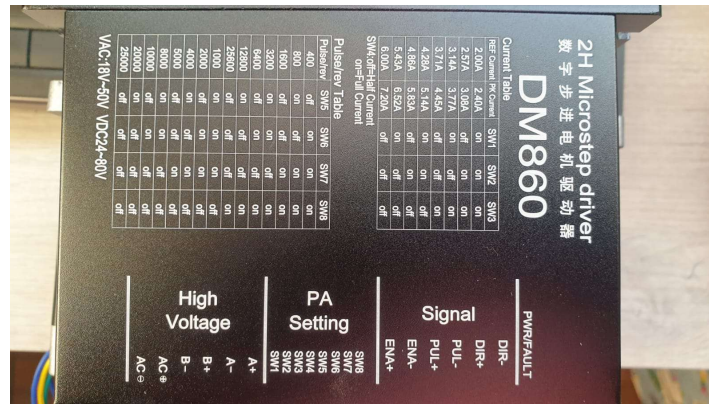 2H Microstep driver
数字步进电机驱动器
DM860
Current Table
REF Current PK Current SW1 SW2 SW3
2.00A 2.40A on on on
2.57A 3.08A off on on
3.14A 3.77A on off on
3.71A 4.45A off off on
4.28A 5.14A on on off
4.86A 5.83A off on off
5.43A 6.52A on off off
6.00A 7.20A off off off
SW4:off=Half Current
on=Full Current
Pulse/rev Table
Pulse/rev SW5 SW6 SW7 SW8
400 off on on on
800 on off on on
1600 off off on on
3200 on on off on
6400 off on off on
12800 on off off on
25600 off off off on
1000 on on on off
2000 off on on off
4000 on off on off
5000 off off on off
8000 on on off off
10000 off on off off
20000 on off off off
25000 off off off off
VAC:18V~50V VDC24~80V
PWR/FAULT
Signal
DIR-
DIR+
PUL-
PUL+
ENA-
ENA+
PA
Setting
SW8
SW7
SW6
SW5
SW4
SW3
SW2
SW1
High
Voltage
A+
A-
B+
B-
AC⊕
AC⊖